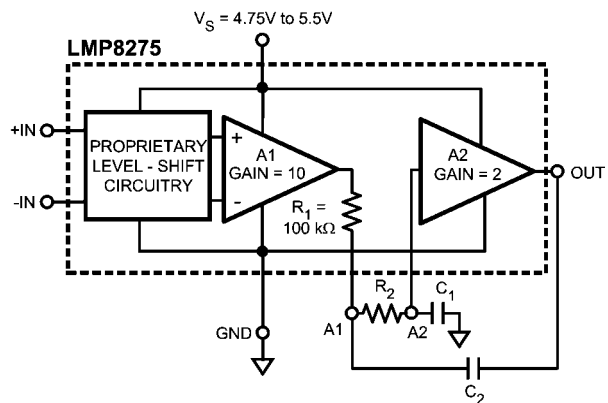 V_S = 4.75V to 5.5V
LMP8275
+IN
-IN
PROPRIETARY
LEVEL - SHIFT
CIRCUITRY
+
-
A1
GAIN = 10
A2
GAIN = 2
OUT
R_1 =
100 kΩ
R_2
C_1
A1
A2
GND
C_2